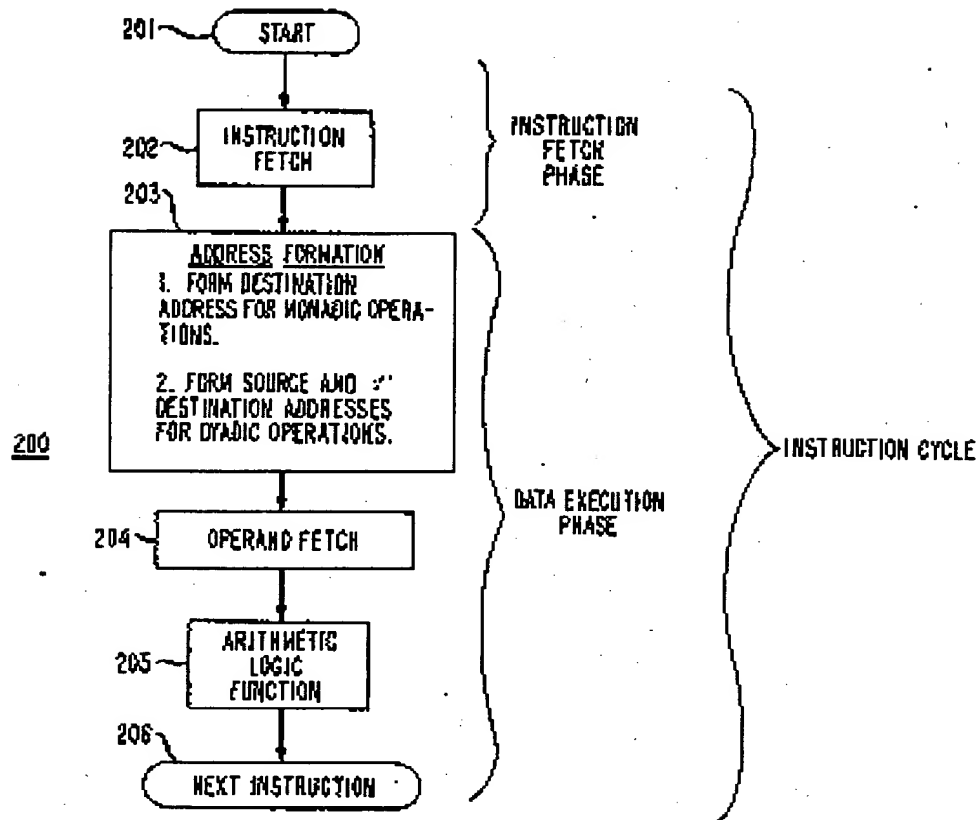 201
START
202
INSTRUCTION
FETCH
INSTRUCTION
FETCH
PHASE
203
ADDRESS FORMATION
1. FORM DESTINATION
ADDRESS FOR MONADIC OPERA-
TIONS.
2. FORM SOURCE AND
DESTINATION ADDRESSES
FOR DYADIC OPERATIONS.
200
INSTRUCTION CYCLE
DATA EXECUTION
PHASE
204
OPERAND FETCH
205
ARITHMETIC
LOGIC
FUNCTION
206
NEXT INSTRUCTION